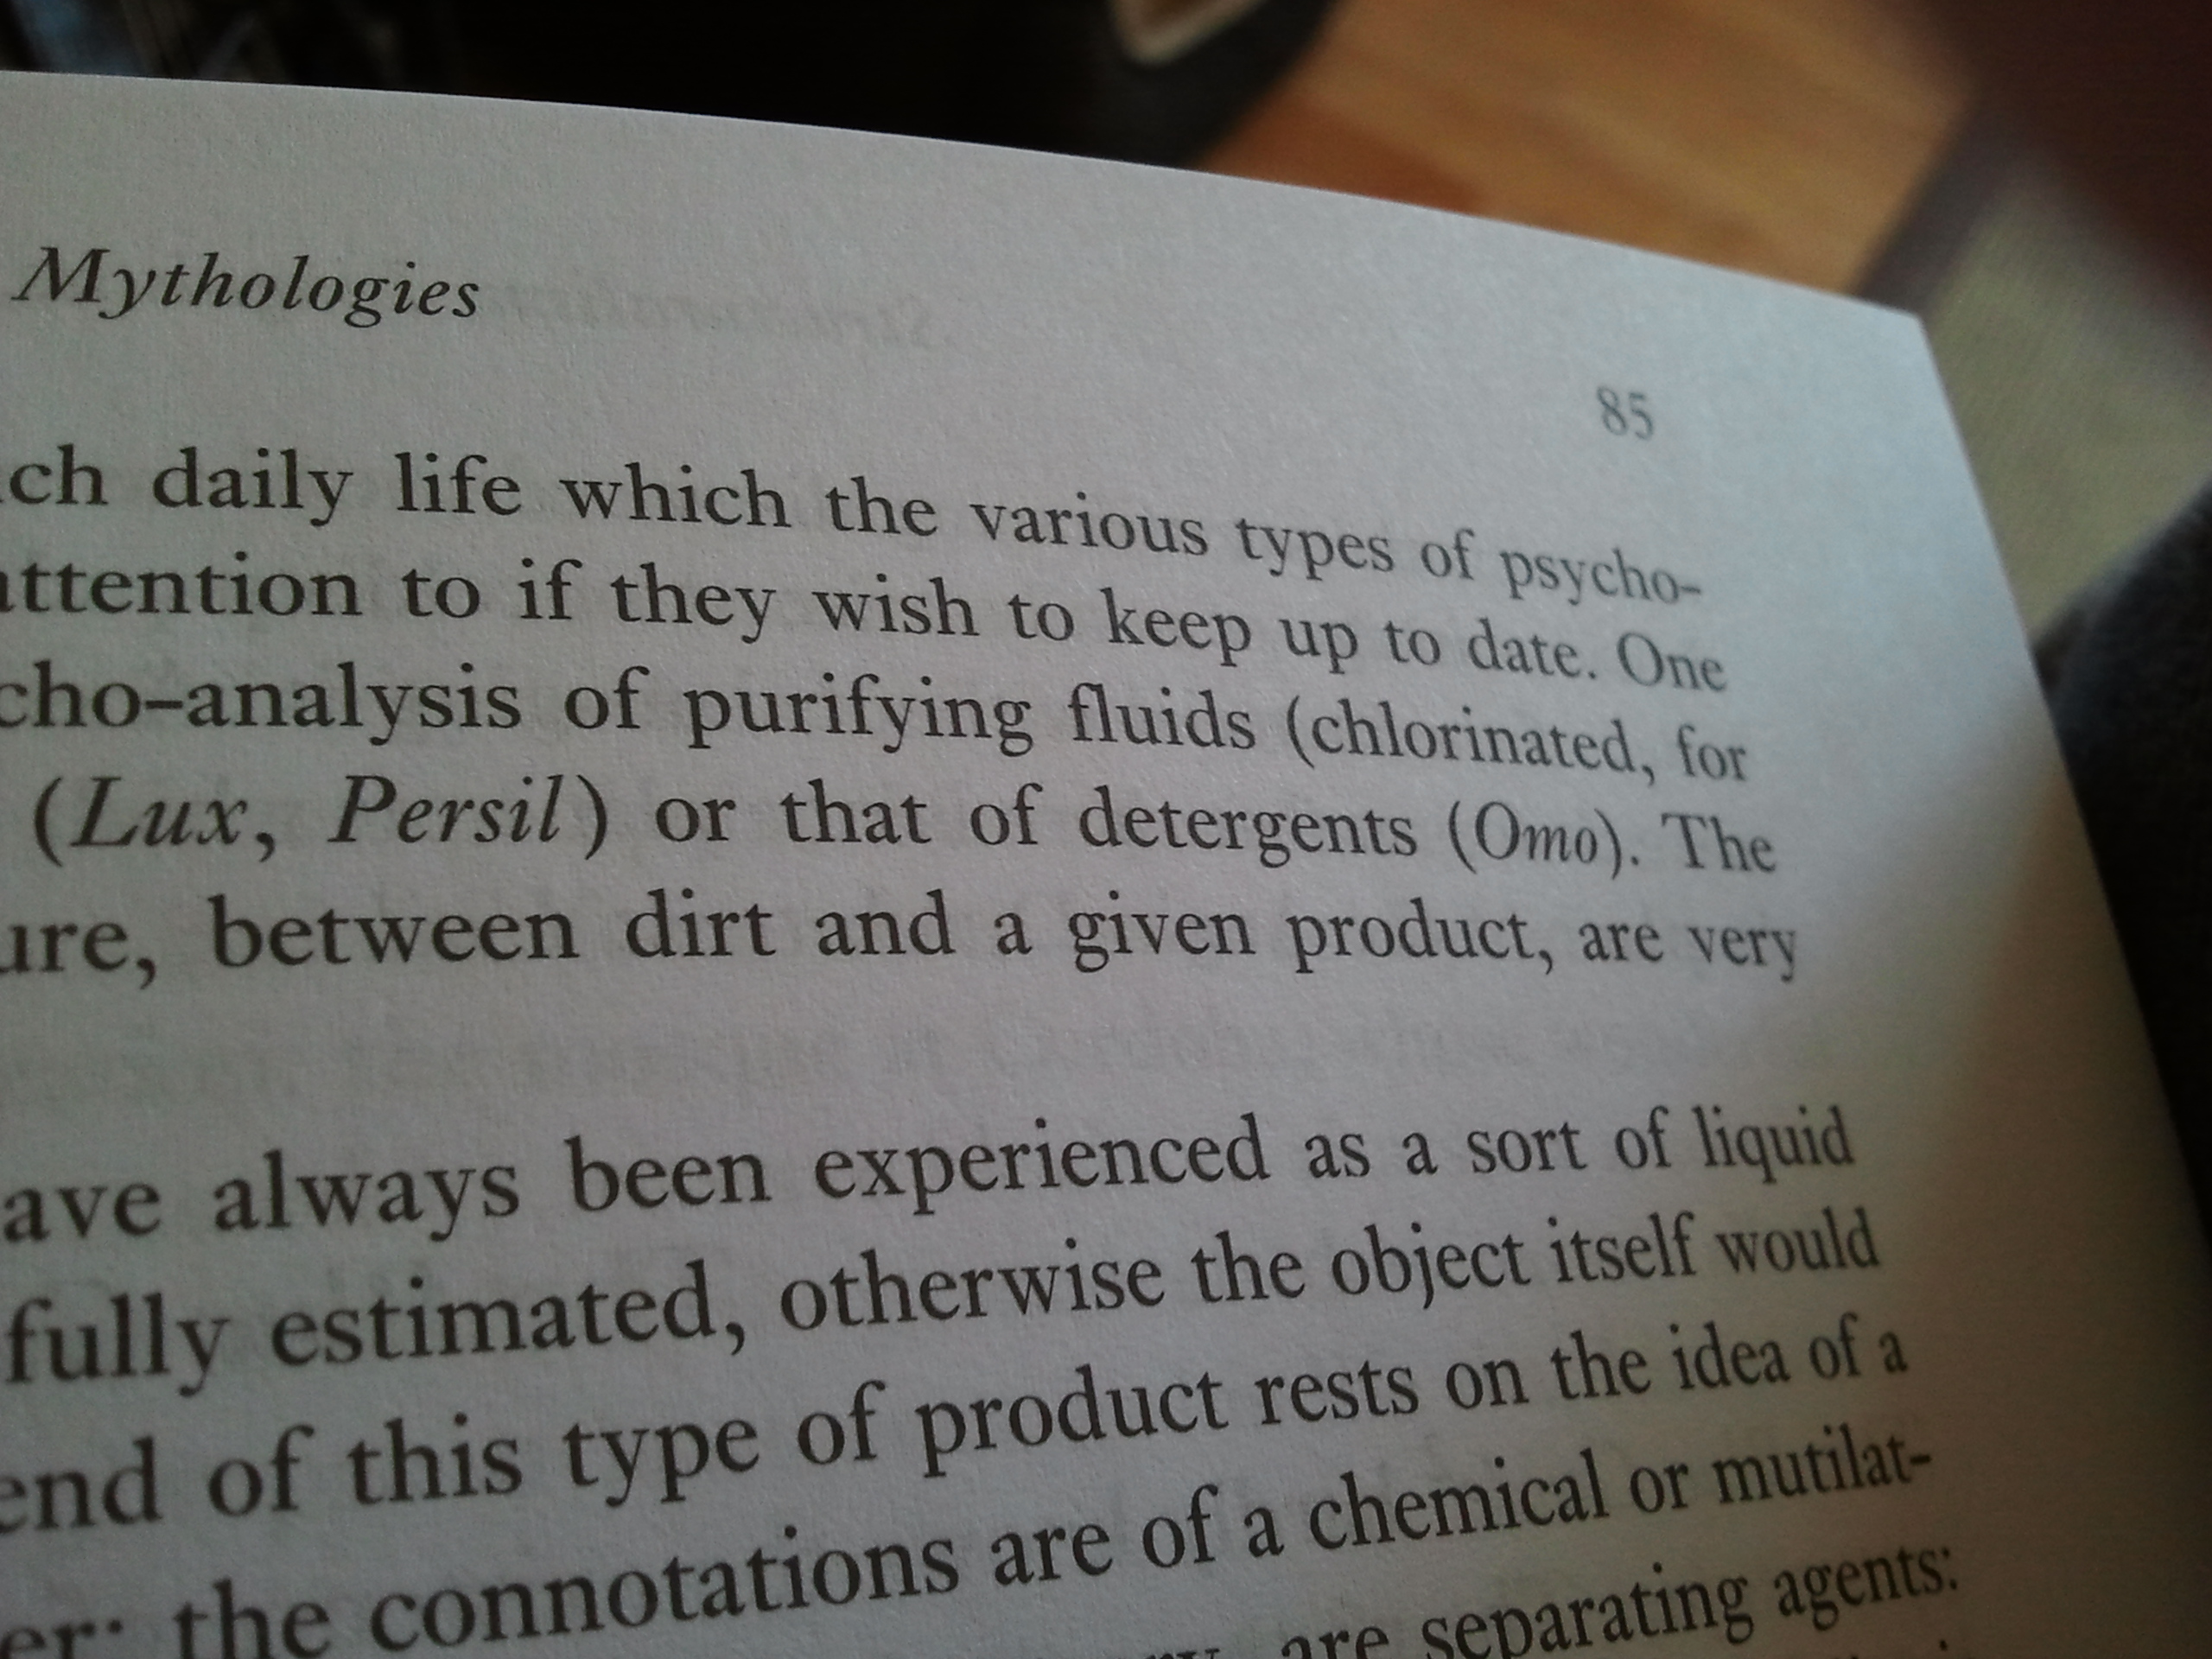 Mythologies
85
ch daily life which the various types of psycho-
ttention to if they wish to keep up to date. One
cho-analysis of purifying fluids (chlorinated, for
(Lux, Persil) or that of detergents (Omo). The
ure, between dirt and a given product, are very
ave always been experienced as a sort of liquid
fully estimated, otherwise the object itself would
end of this type of product rests on the idea of a
er: the connotations are of a chemical or mutilat-
are separating agents: